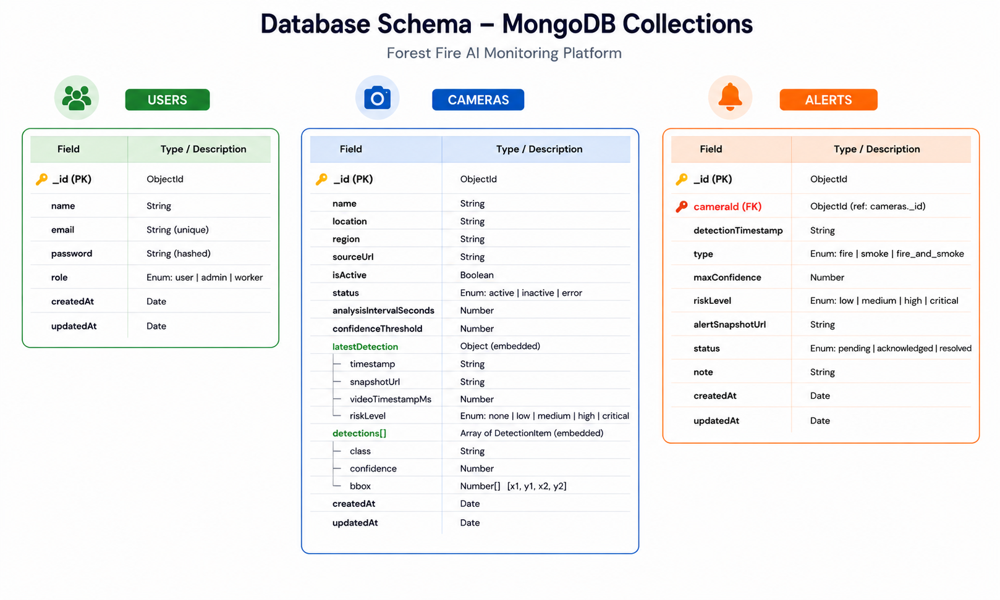 Database Schema – MongoDB Collections
Forest Fire AI Monitoring Platform
USERS
Field Type / Description
_id (PK) ObjectId
name String
email String (unique)
password String (hashed)
role Enum: user | admin | worker
createdAt Date
updatedAt Date
CAMERAS
Field Type / Description
_id (PK) ObjectId
name String
location String
region String
sourceUrl String
isActive Boolean
status Enum: active | inactive | error
analysisIntervalSeconds Number
confidenceThreshold Number
latestDetection Object (embedded)
timestamp String
snapshotUrl String
videoTimestampMs Number
riskLevel Enum: none | low | medium | high | critical
detections[] Array of DetectionItem (embedded)
class String
confidence Number
bbox Number[] [x1, y1, x2, y2]
createdAt Date
updatedAt Date
ALERTS
Field Type / Description
_id (PK) ObjectId
cameraId (FK) ObjectId (ref: cameras._id)
detectionTimestamp String
type Enum: fire | smoke | fire_and_smoke
maxConfidence Number
riskLevel Enum: low | medium | high | critical
alertSnapshotUrl String
status Enum: pending | acknowledged | resolved
note String
createdAt Date
updatedAt Date